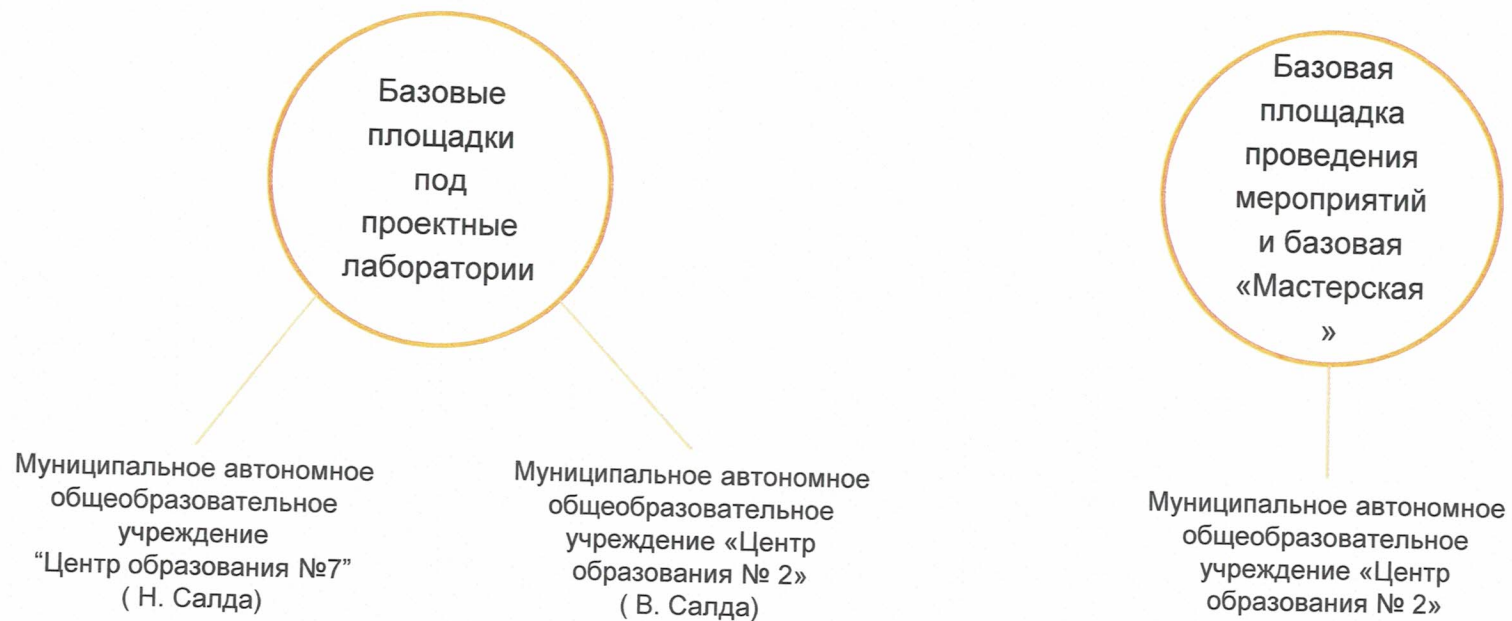 Базовые
площадки
под
проектные
лаборатории
Базовая
площадка
проведения
мероприятий
и базовая
«Мастерская
»
Муниципальное автономное
общеобразовательное
учреждение
“Центр образования №7”
( Н. Салда)
Муниципальное автономное
общеобразовательное
учреждение «Центр
образования № 2»
( В. Салда)
Муниципальное автономное
общеобразовательное
учреждение «Центр
образования № 2»